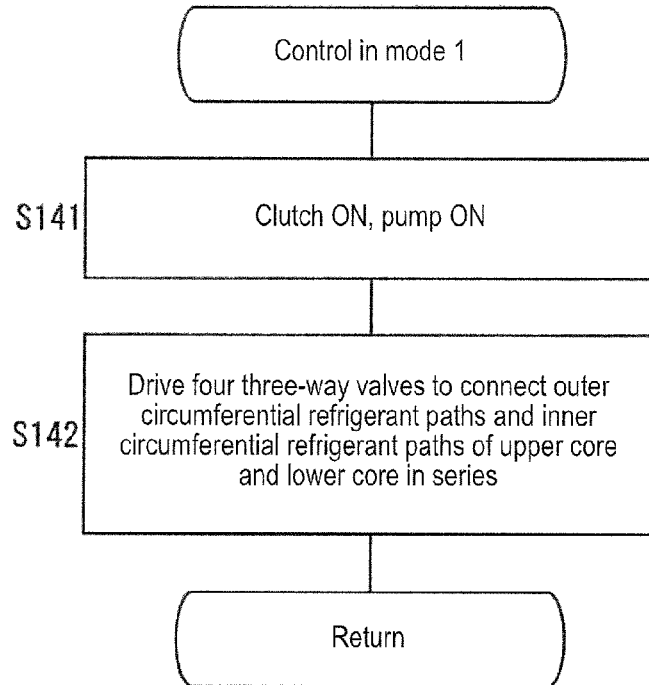 Control in mode 1
S141
Clutch ON, pump ON
S142
Drive four three-way valves to connect outer
circumferential refrigerant paths and inner
circumferential refrigerant paths of upper core
and lower core in series
Return